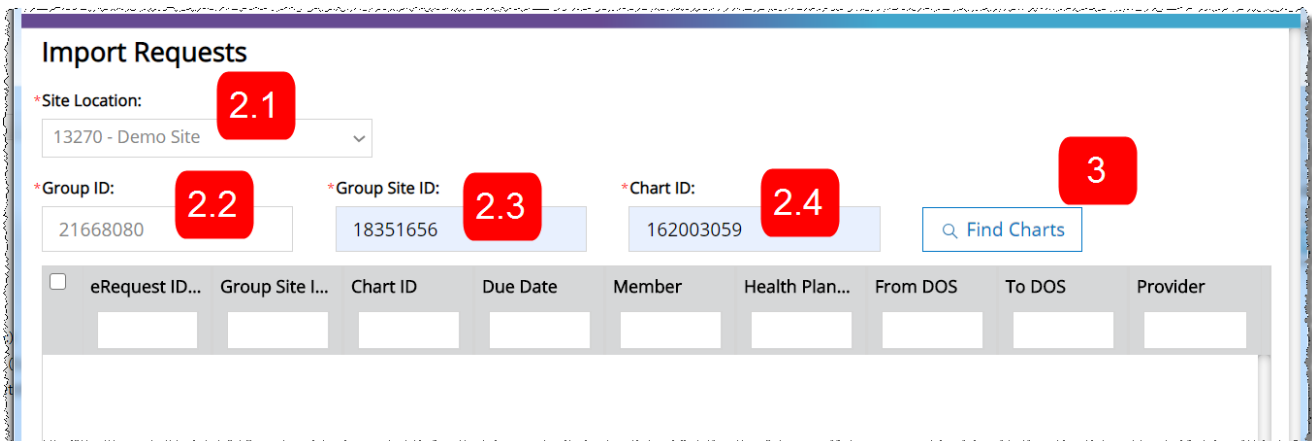 Import Requests
*Site Location:
2.1
13270 - Demo Site
3
*Group ID:
2.2
*Group Site ID:
2.3
*Chart ID:
2.4
21668080
18351656
162003059
Find Charts
eRequest ID... Group Site I... Chart ID Due Date Member Health Plan... From DOS To DOS Provider